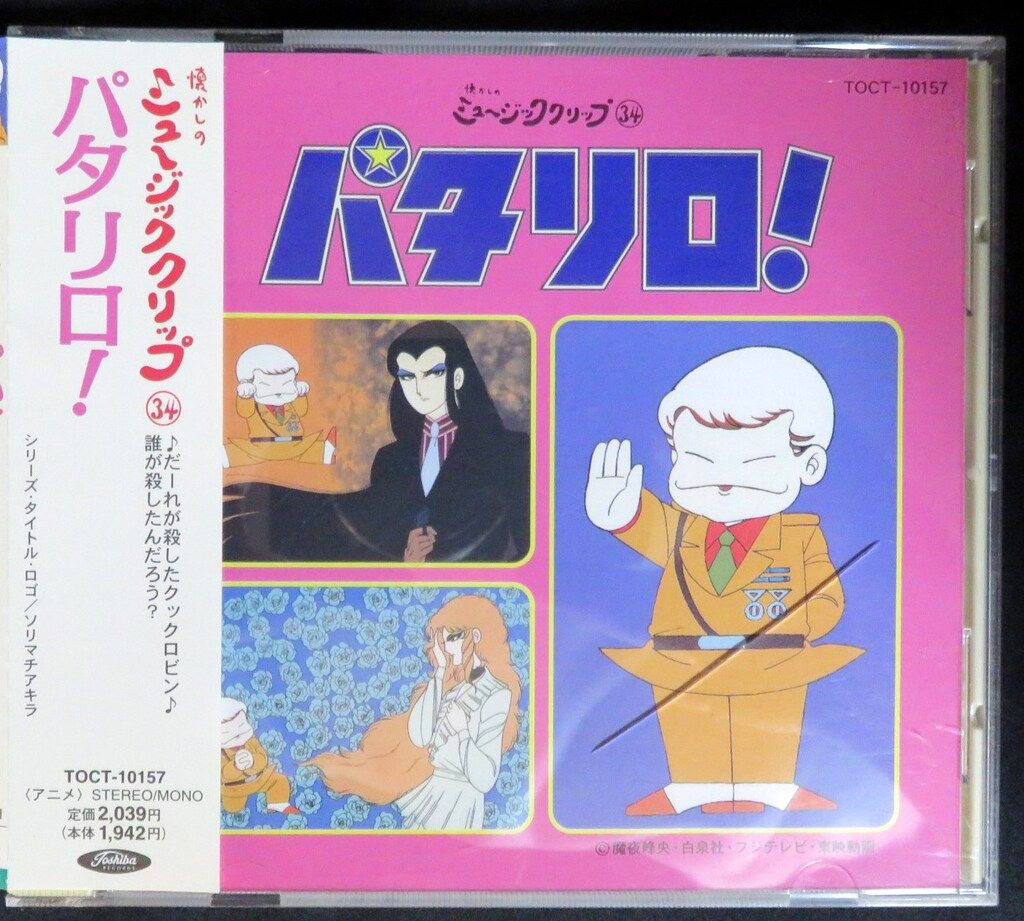 懐かしの
ミュージッククリップ㉞
パタリロ!
♪だーれが殺したクックロビン♪
誰が殺したんだろう?
シリーズ・タイトル・ロゴ/ソリマチアキラ
TOCT-10157
〈アニメ〉STEREO/MONO
定価2,039円
(本体1,942円)
Toshiba
RECORDS
TOCT-10157
懐かしの
ミュージッククリップ㉞
パタリロ!
©魔夜峰央・白泉社・フジテレビ・東映動画